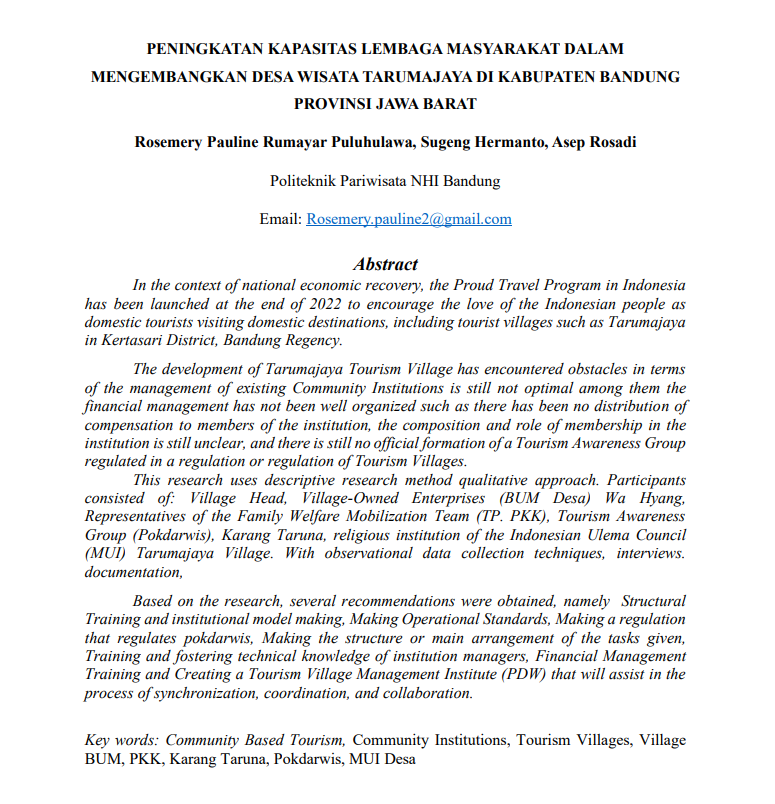 PENINGKATAN KAPASITAS LEMBAGA MASYARAKAT DALAM
MENGEMBANGKAN DESA WISATA TARUMAJAYA DI KABUPATEN BANDUNG
PROVINSI JAWA BARAT
Rosemery Pauline Rumayar Puluhulawa, Sugeng Hermanto, Asep Rosadi
Politeknik Pariwisata NHI Bandung
Email: Rosemery.pauline2@gmail.com
Abstract
In the context of national economic recovery, the Proud Travel Program in Indonesia
has been launched at the end of 2022 to encourage the love of the Indonesian people as
domestic tourists visiting domestic destinations, including tourist villages such as Tarumajaya
in Kertasari District, Bandung Regency.
The development of Tarumajaya Tourism Village has encountered obstacles in terms
of the management of existing Community Institutions is still not optimal among them the
financial management has not been well organized such as there has been no distribution of
compensation to members of the institution, the composition and role of membership in the
institution is still unclear, and there is still no official formation of a Tourism Awareness Group
regulated in a regulation or regulation of Tourism Villages.
This research uses descriptive research method qualitative approach. Participants
consisted of: Village Head, Village-Owned Enterprises (BUM Desa) Wa Hyang,
Representatives of the Family Welfare Mobilization Team (TP. PKK), Tourism Awareness
Group (Pokdarwis), Karang Taruna, religious institution of the Indonesian Ulema Council
(MUI) Tarumajaya Village. With observational data collection techniques, interviews.
documentation,
Based on the research, several recommendations were obtained, namely Structural
Training and institutional model making, Making Operational Standards, Making a regulation
that regulates pokdarwis, Making the structure or main arrangement of the tasks given,
Training and fostering technical knowledge of institution managers, Financial Management
Training and Creating a Tourism Village Management Institute (PDW) that will assist in the
process of synchronization, coordination, and collaboration.
Key words: Community Based Tourism, Community Institutions, Tourism Villages, Village
BUM, PKK, Karang Taruna, Pokdarwis, MUI Desa